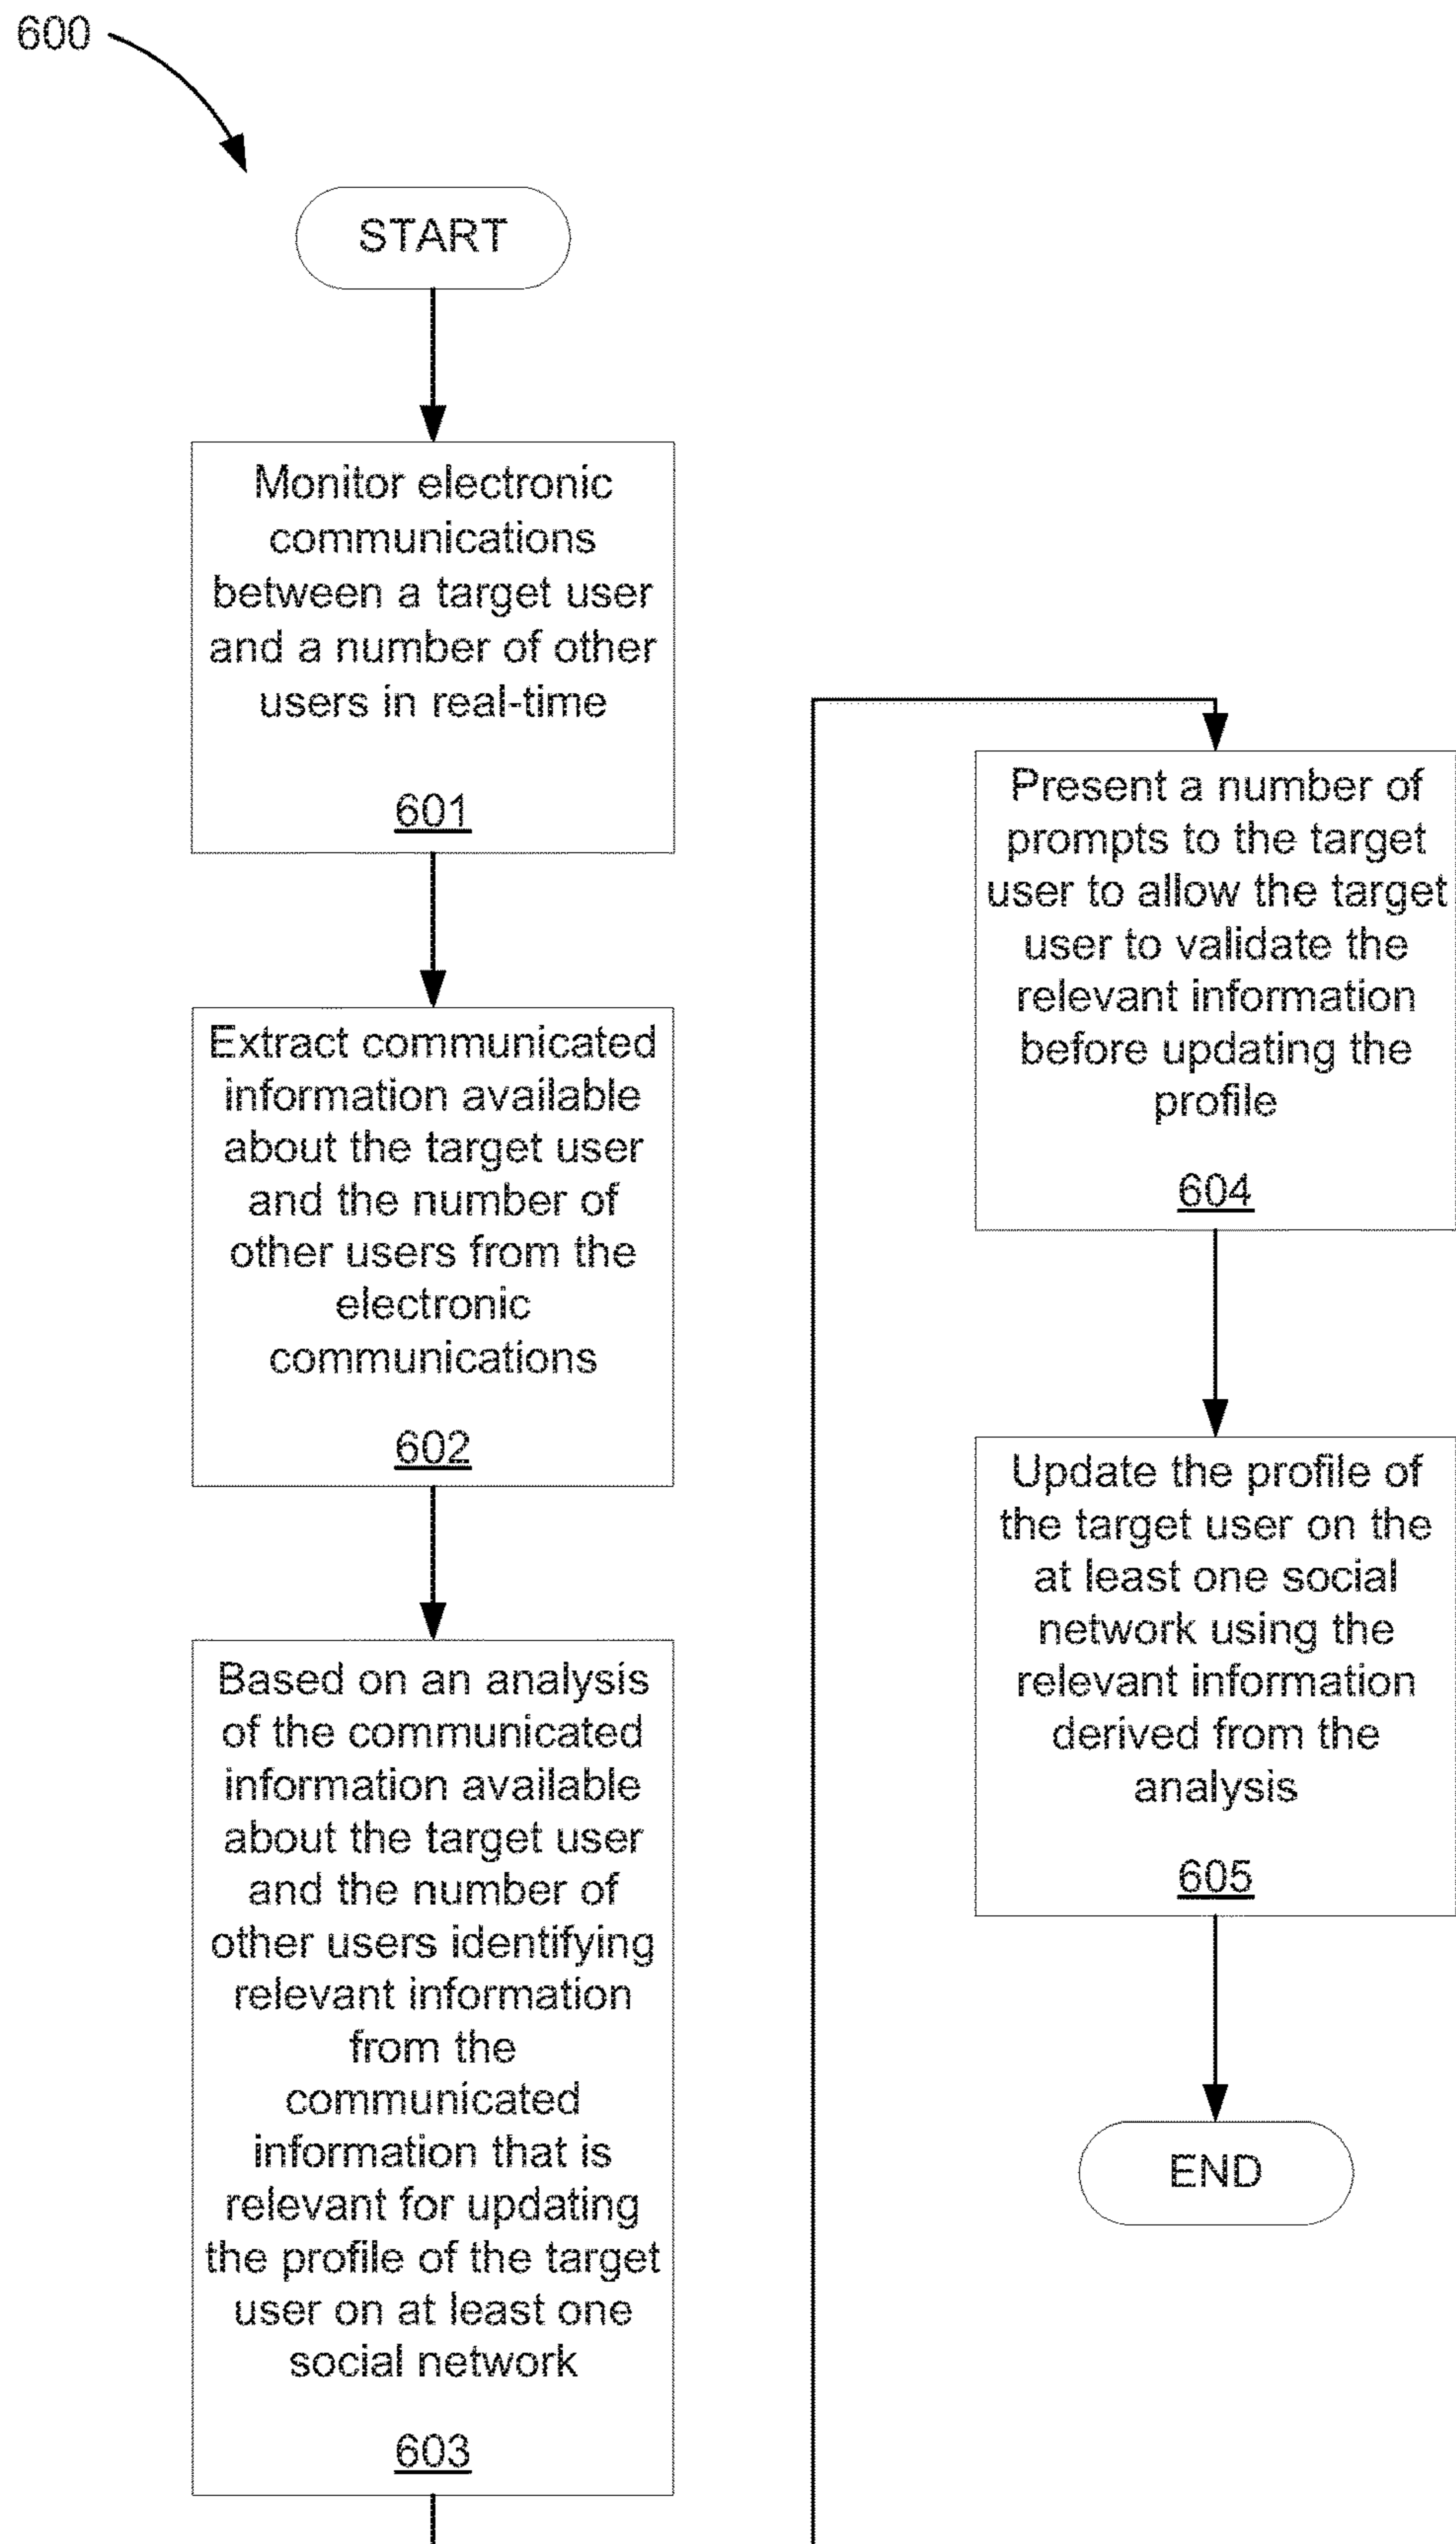 600
START
Monitor electronic
communications
between a target user
and a number of other
users in real-time
601
Extract communicated
information available
about the target user
and the number of
other users from the
electronic
communications
602
Based on an analysis
of the communicated
information available
about the target user
and the number of
other users identifying
relevant information
from the
communicated
information that is
relevant for updating
the profile of the target
user on at least one
social network
603
Present a number of
prompts to the target
user to allow the target
user to validate the
relevant information
before updating the
profile
604
Update the profile of
the target user on the
at least one social
network using the
relevant information
derived from the
analysis
605
END